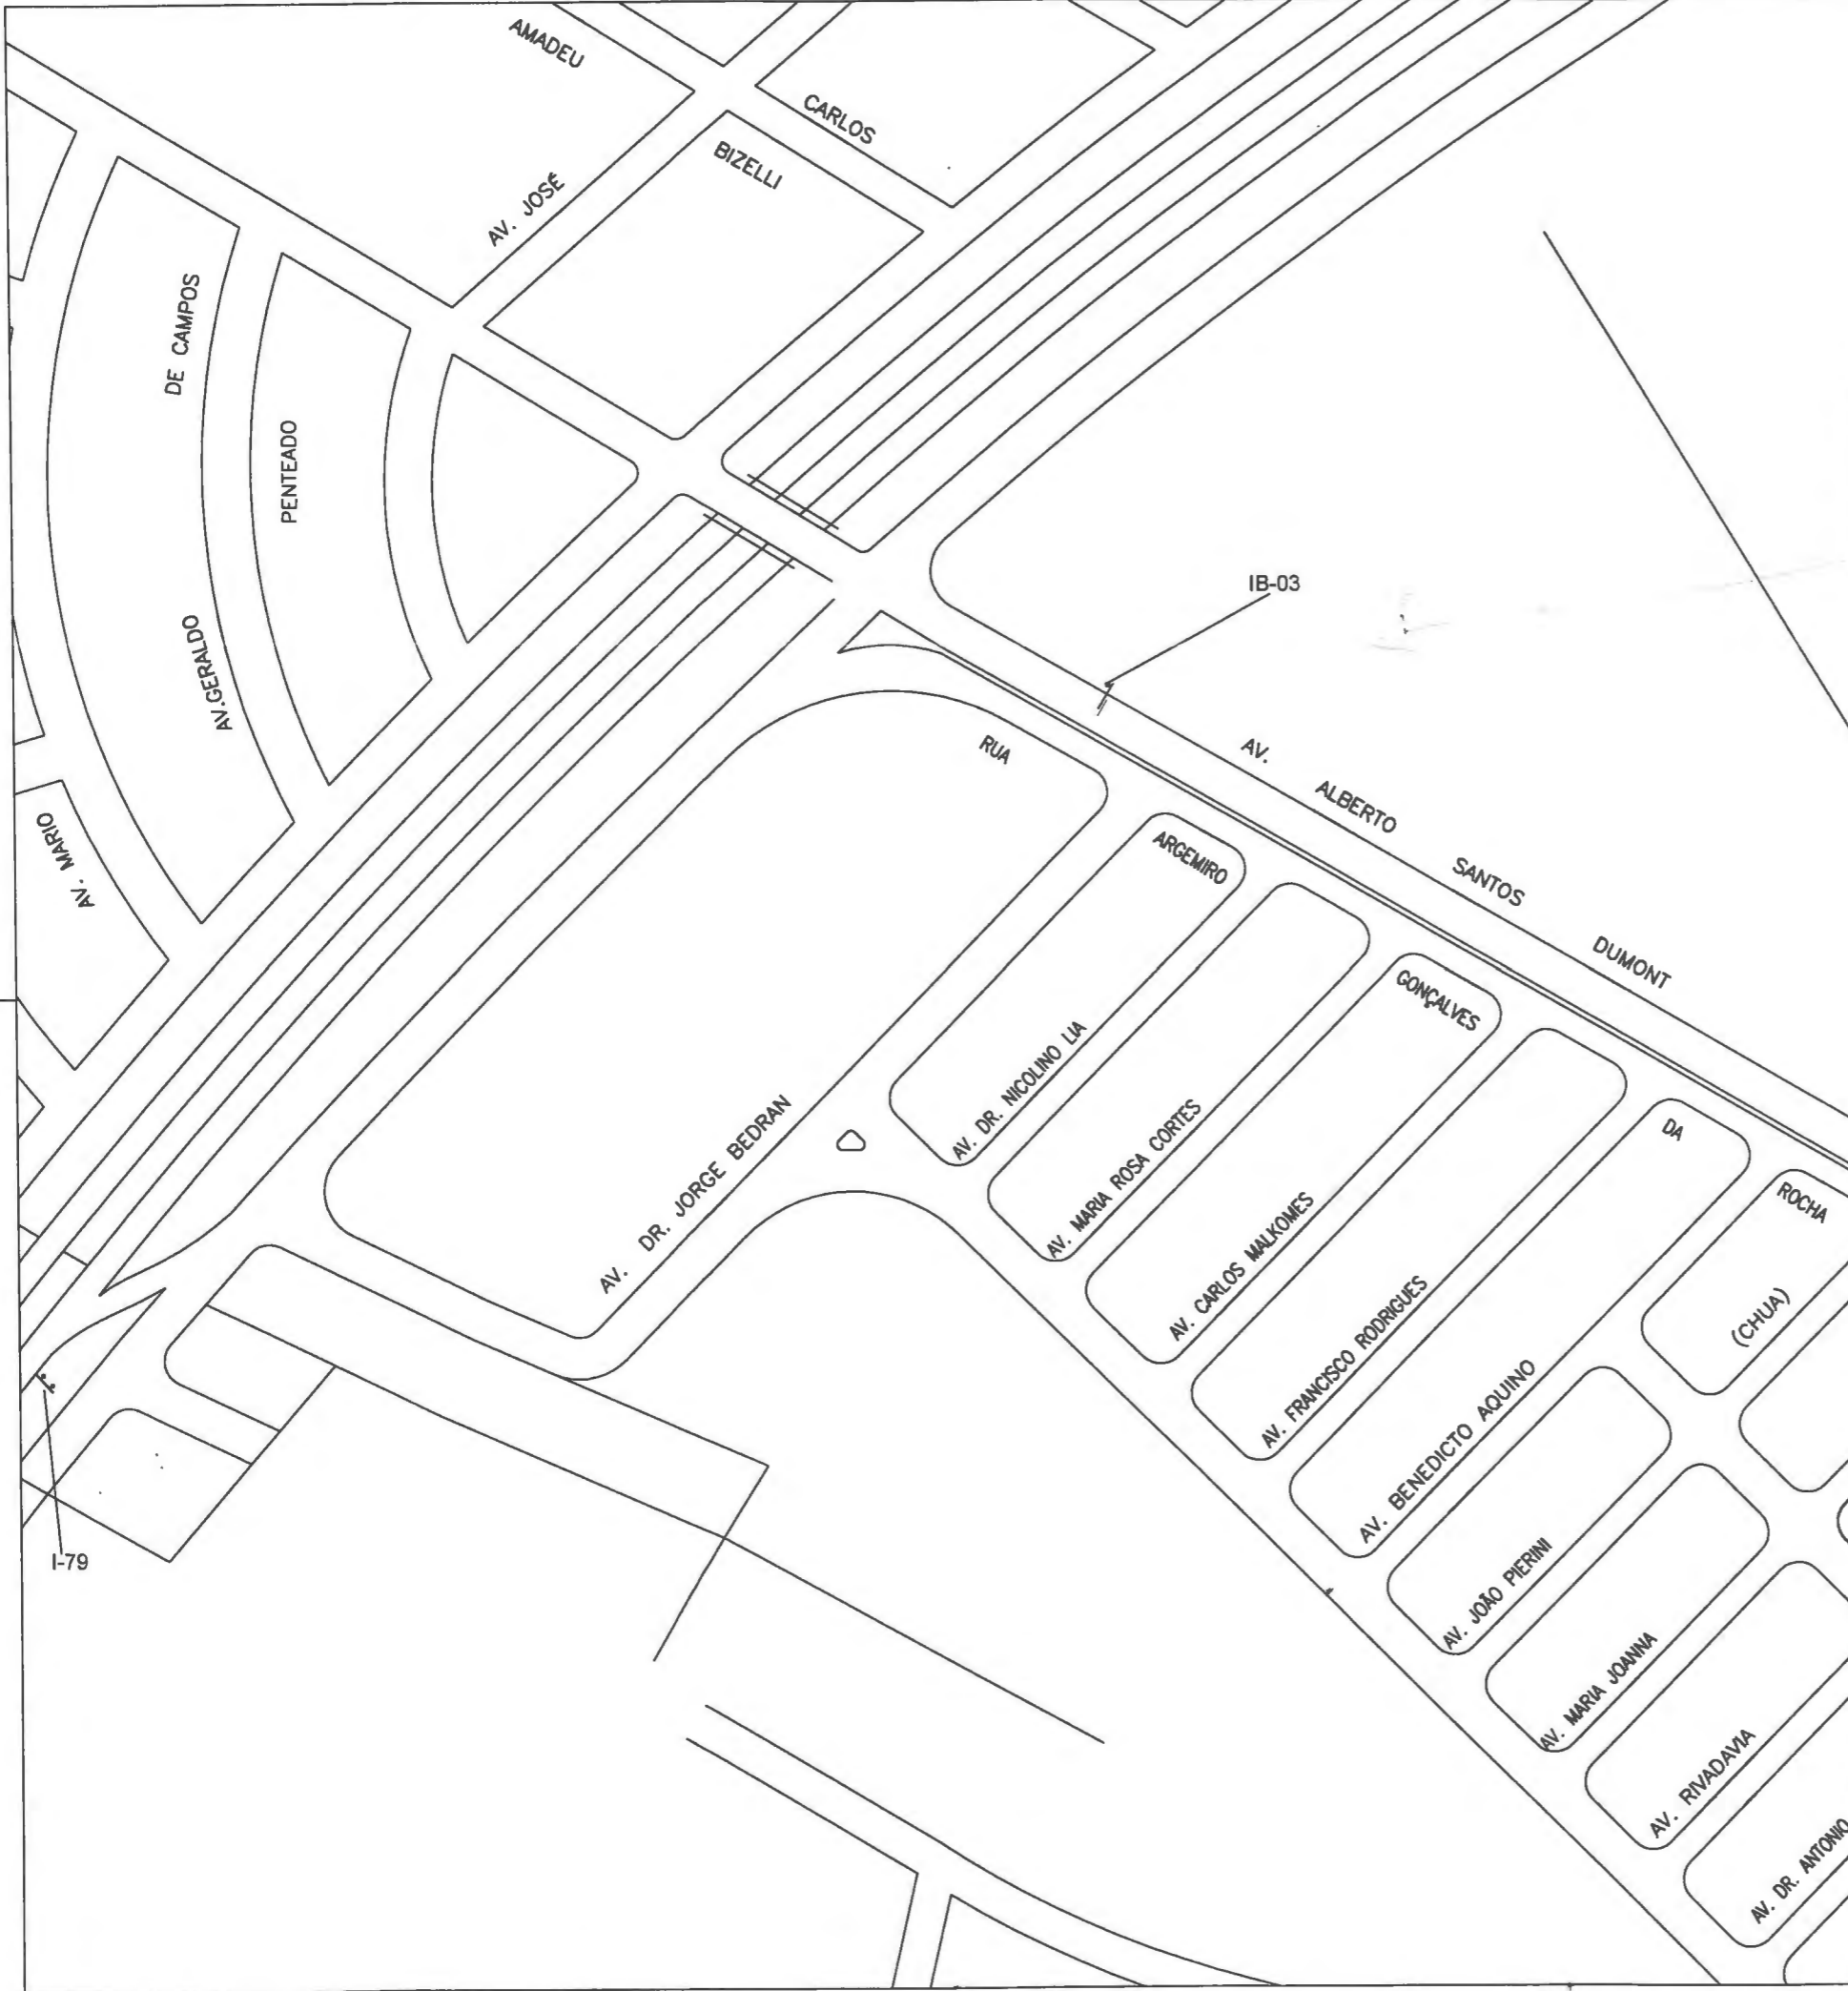 AMADEU
CARLOS
BIZELLI
AV. JOSÉ
DE CAMPOS
PENTEADO
IB-03
AV.GERALDO
RUA
AV.
ALBERTO
AV. MARIO
ARGEMIRO
SANTOS
DUMONT
GONÇALVES
AV. DR. NICOLINO LIA
AV. DR. JORGE BEDRAN
AV. MARIA ROSA CORTES
DA
ROCHA
AV. CARLOS MALKOMES
(CHUA)
AV. FRANCISCO RODRIGUES
AV. BENEDICTO AQUINO
I-79
AV. JOÃO PIERINI
AV. MARIA JOANNA
AV. RIVADAVIA
AV. DR. ANTONIO